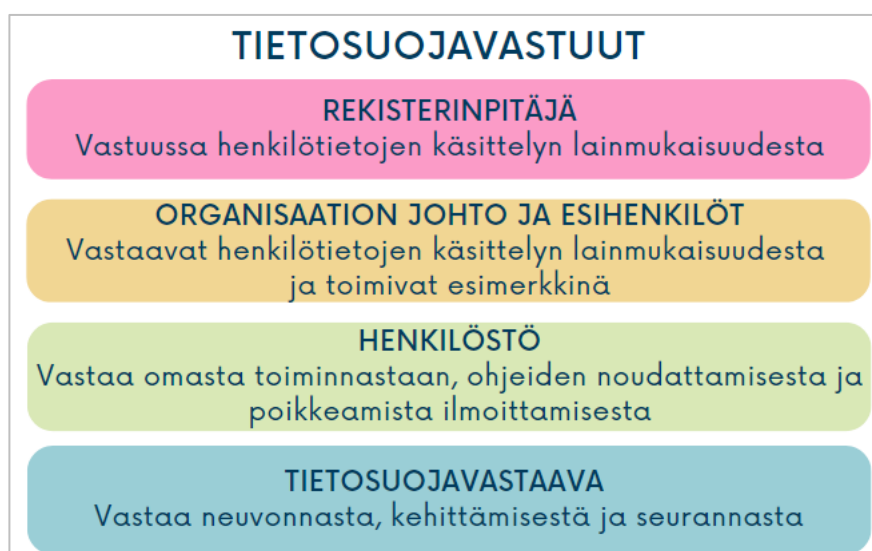 TIETOSUOJAVASTUUT
REKISTERINPITÄJÄ
Vastuussa henkilötietojen käsittelyn lainmukaisuudesta
ORGANISAATION JOHTO JA ESIHENKILÖT
Vastaavat henkilötietojen käsittelyn lainmukaisuudesta
ja toimivat esimerkkinä
HENKILÖSTÖ
Vastaa omasta toiminnastaan, ohjeiden noudattamisesta ja
poikkeamista ilmoittamisesta
TIETOSUOJAVASTAAVA
Vastaa neuvonnasta, kehittämisestä ja seurannasta